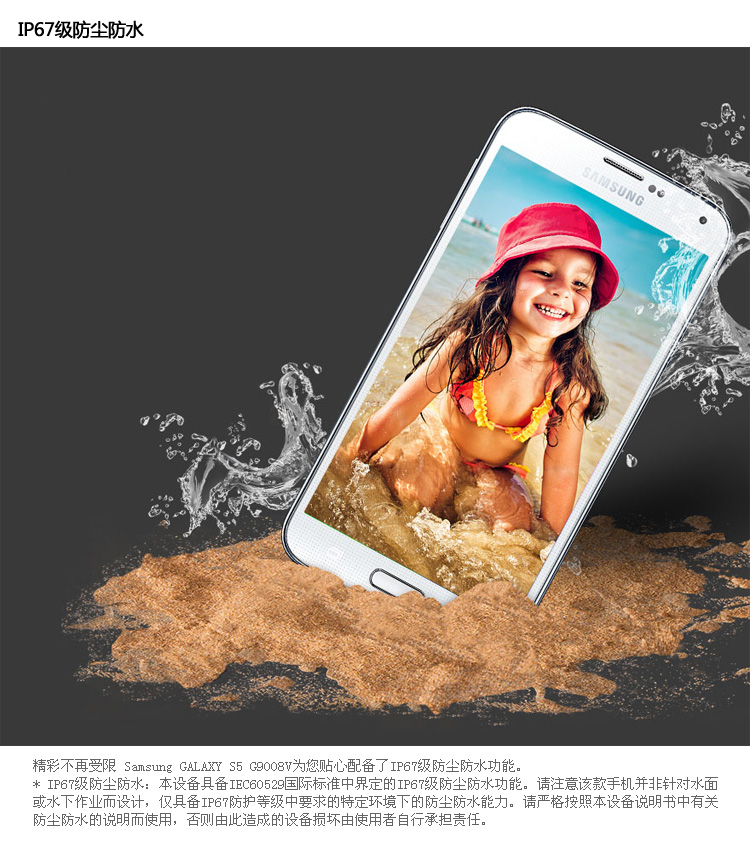 IP67级防尘防水
SAMSUNG
精彩不再受限 Samsung GALAXY S5 G9008V为您贴心配备了IP67级防尘防水功能。
* IP67级防尘防水：本设备具备IEC60529国际标准中界定的IP67级防尘防水功能。请注意该款手机并非针对水面
或水下作业而设计，仅具备IP67防护等级中要求的特定环境下的防尘防水能力。请严格按照本设备说明书中有关
防尘防水的说明而使用，否则由此造成的设备损坏由使用者自行承担责任。